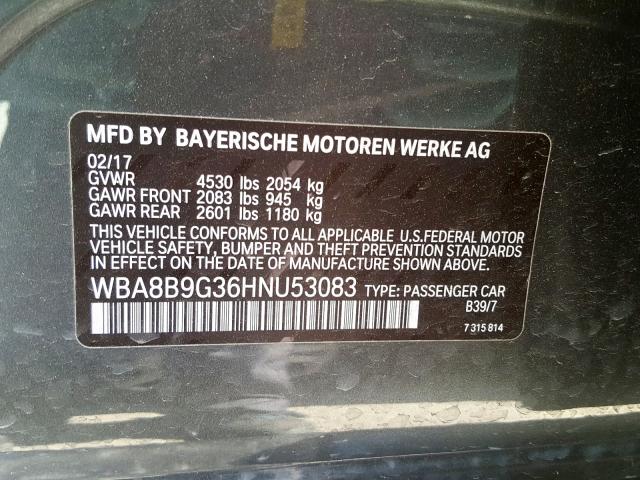 MFD BY BAYERISCHE MOTOREN WERKE AG
02/17
GVWR 4530 lbs 2054 kg
GAWR FRONT 2083 lbs 945 kg
GAWR REAR 2601 lbs 1180 kg
THIS VEHICLE CONFORMS TO ALL APPLICABLE U.S.FEDERAL MOTOR
VEHICLE SAFETY, BUMPER AND THEFT PREVENTION STANDARDS
IN EFFECT ON THE DATE OF MANUFACTURE SHOWN ABOVE.
WBA8B9G36HNU53083 TYPE: PASSENGER CAR
B39/7
7 315 814